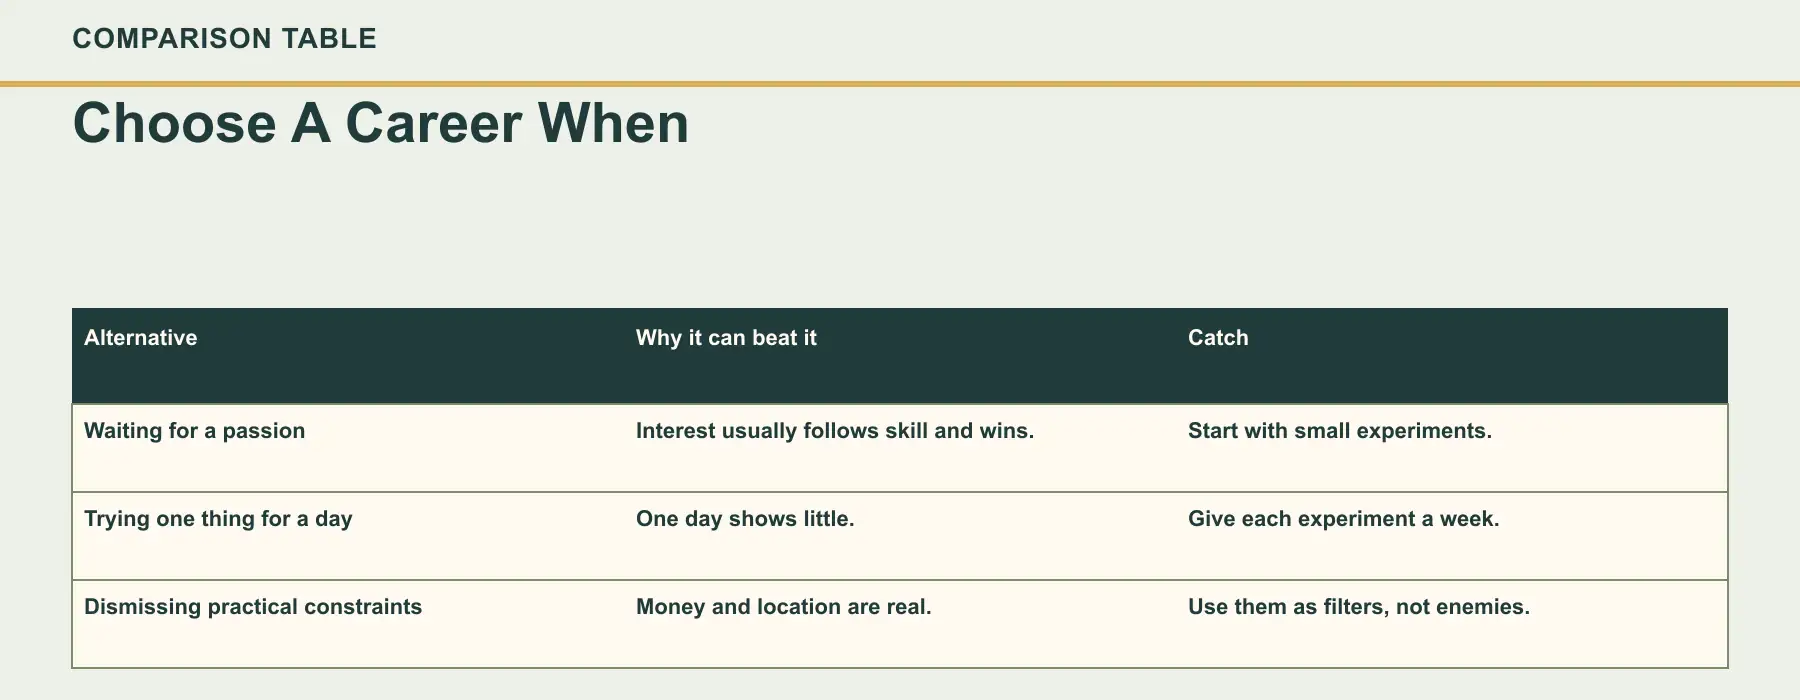 COMPARISON TABLE
Choose A Career When
Alternative Why it can beat it Catch
Waiting for a passion Interest usually follows skill and wins. Start with small experiments.
Trying one thing for a day One day shows little. Give each experiment a week.
Dismissing practical constraints Money and location are real. Use them as filters, not enemies.